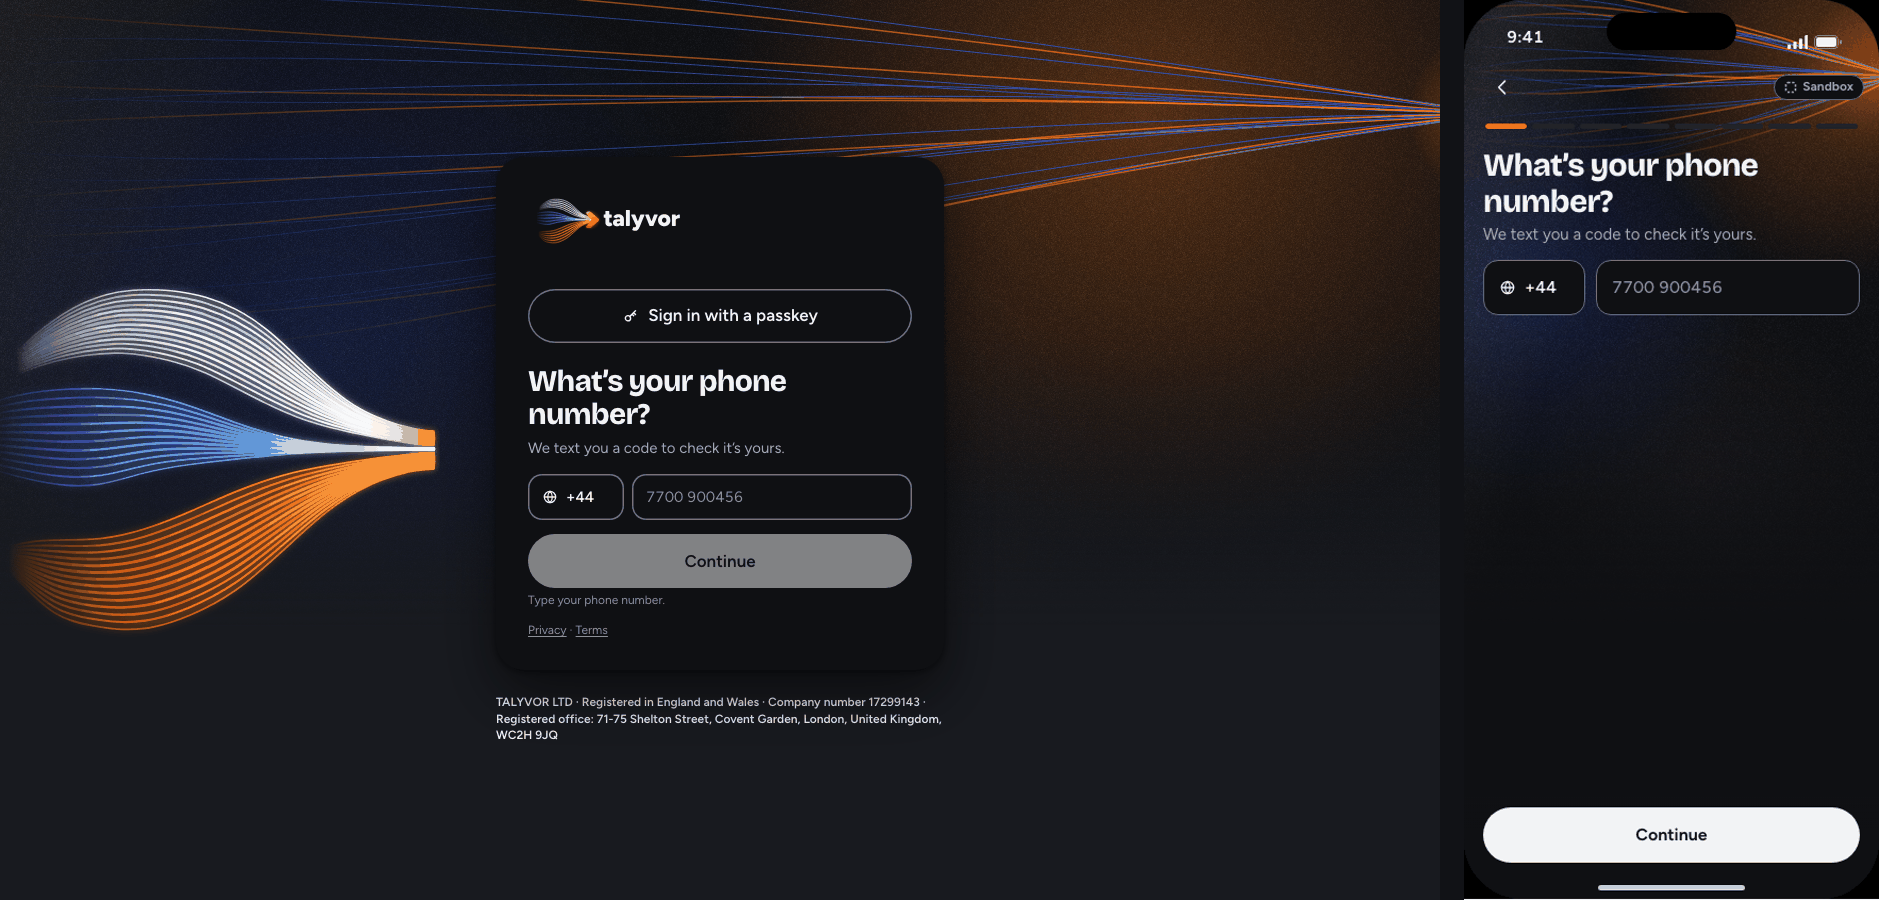 talyvor
Sign in with a passkey
What's your phone
number?
We text you a code to check it's yours.
+44
7700 900456
Continue
Type your phone number.
Privacy · Terms
TALYVOR LTD · Registered in England and Wales · Company number 17299143 ·
Registered office: 71-75 Shelton Street, Covent Garden, London, United Kingdom,
WC2H 9JQ
9:41
Sandbox
What's your phone
number?
We text you a code to check it's yours.
+44
7700 900456
Continue